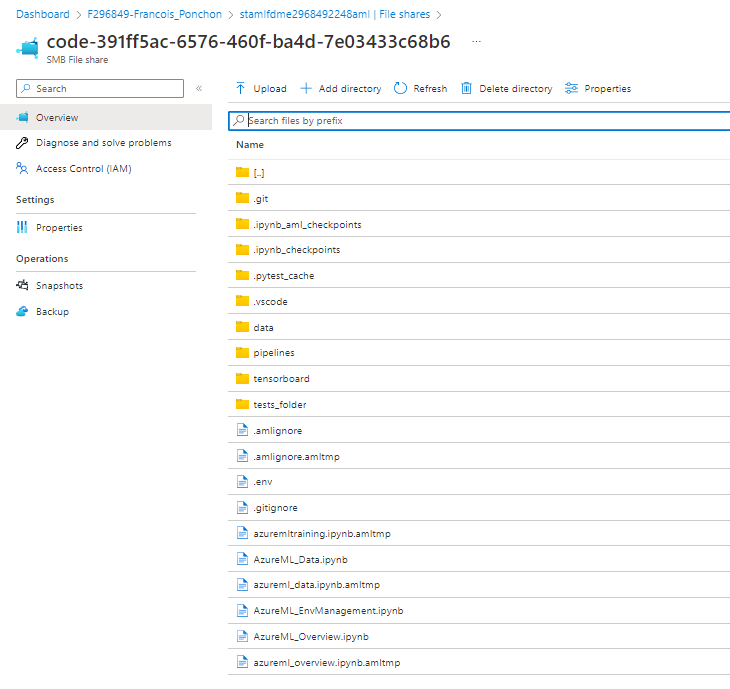 Dashboard > F296849-Francois_Ponchon > stamlfdme2968492248aml | File shares >
code-391ff5ac-6576-460f-ba4d-7e03433c68b6 ...
SMB File share
Search «
Overview
Diagnose and solve problems
Access Control (IAM)
Settings
Properties
Operations
Snapshots
Backup
Upload Add directory Refresh Delete directory Properties
Search files by prefix
Name
[..]
.git
.ipynb_aml_checkpoints
.ipynb_checkpoints
.pytest_cache
.vscode
data
pipelines
tensorboard
tests_folder
.amlignore
.amlignore.amltmp
.env
.gitignore
azuremltraining.ipynb.amltmp
AzureML_Data.ipynb
azureml_data.ipynb.amltmp
AzureML_EnvManagement.ipynb
AzureML_Overview.ipynb
azureml_overview.ipynb.amltmp